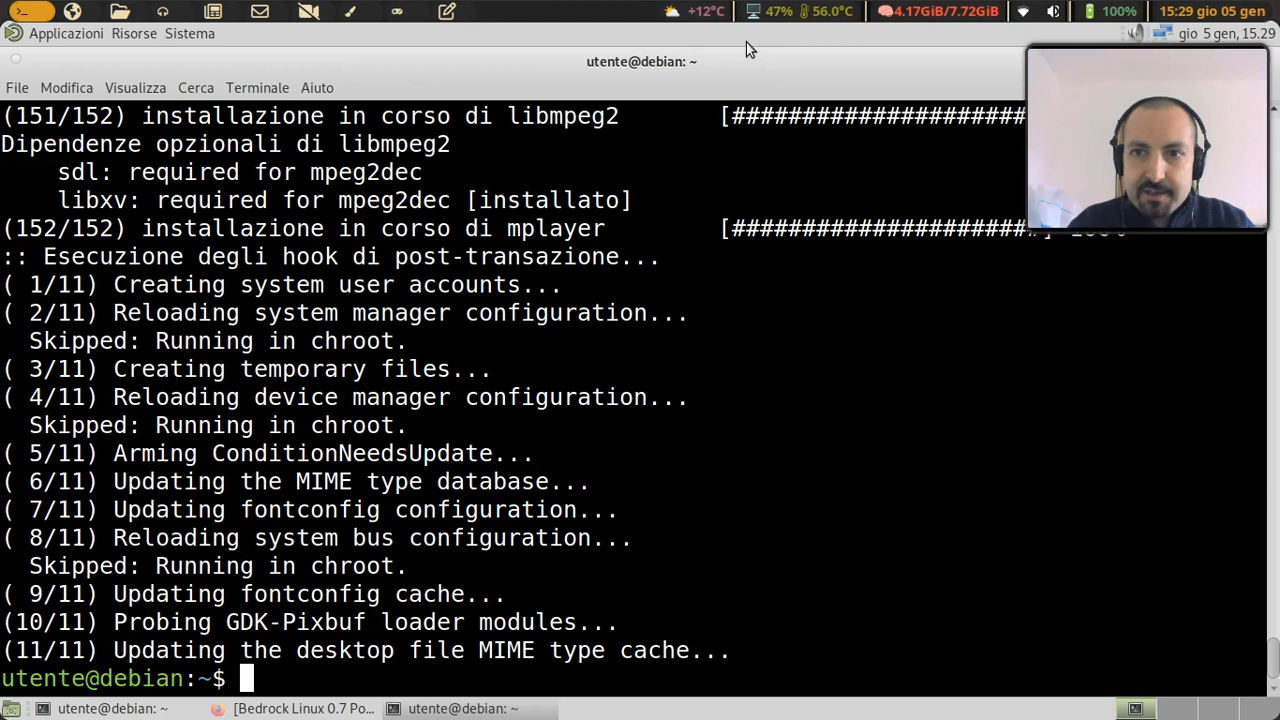 +12°C 47% 56.0°C 4.17GiB/7.72GiB 100% 15:29 gio 05 gen
Applicazioni Risorse Sistema gio 5 gen, 15.29
utente@debian: ~
File Modifica Visualizza Cerca Terminale Aiuto
(151/152) installazione in corso di libmpeg2 [#####################
Dipendenze opzionali di libmpeg2
sdl: required for mpeg2dec
libxv: required for mpeg2dec [installato]
(152/152) installazione in corso di mplayer [######################]
:: Esecuzione degli hook di post-transazione...
( 1/11) Creating system user accounts...
( 2/11) Reloading system manager configuration...
Skipped: Running in chroot.
( 3/11) Creating temporary files...
( 4/11) Reloading device manager configuration...
Skipped: Running in chroot.
( 5/11) Arming ConditionNeedsUpdate...
( 6/11) Updating the MIME type database...
( 7/11) Updating fontconfig configuration...
( 8/11) Reloading system bus configuration...
Skipped: Running in chroot.
( 9/11) Updating fontconfig cache...
(10/11) Probing GDK-Pixbuf loader modules...
(11/11) Updating the desktop file MIME type cache...
utente@debian:~$
utente@debian: ~ [Bedrock Linux 0.7 Po... utente@debian: ~